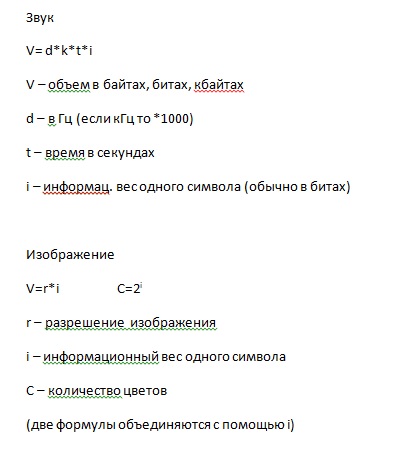 Звук
V= d*k*t*i
V – объем в байтах, битах, кбайтах
d – в Гц (если кГц то *1000)
t – время в секундах
i – информац. вес одного символа (обычно в битах)
Изображение
V=r*i C=2ⁱ
r – разрешение изображения
i – информационный вес одного символа
C – количество цветов
(две формулы объединяются с помощью i)